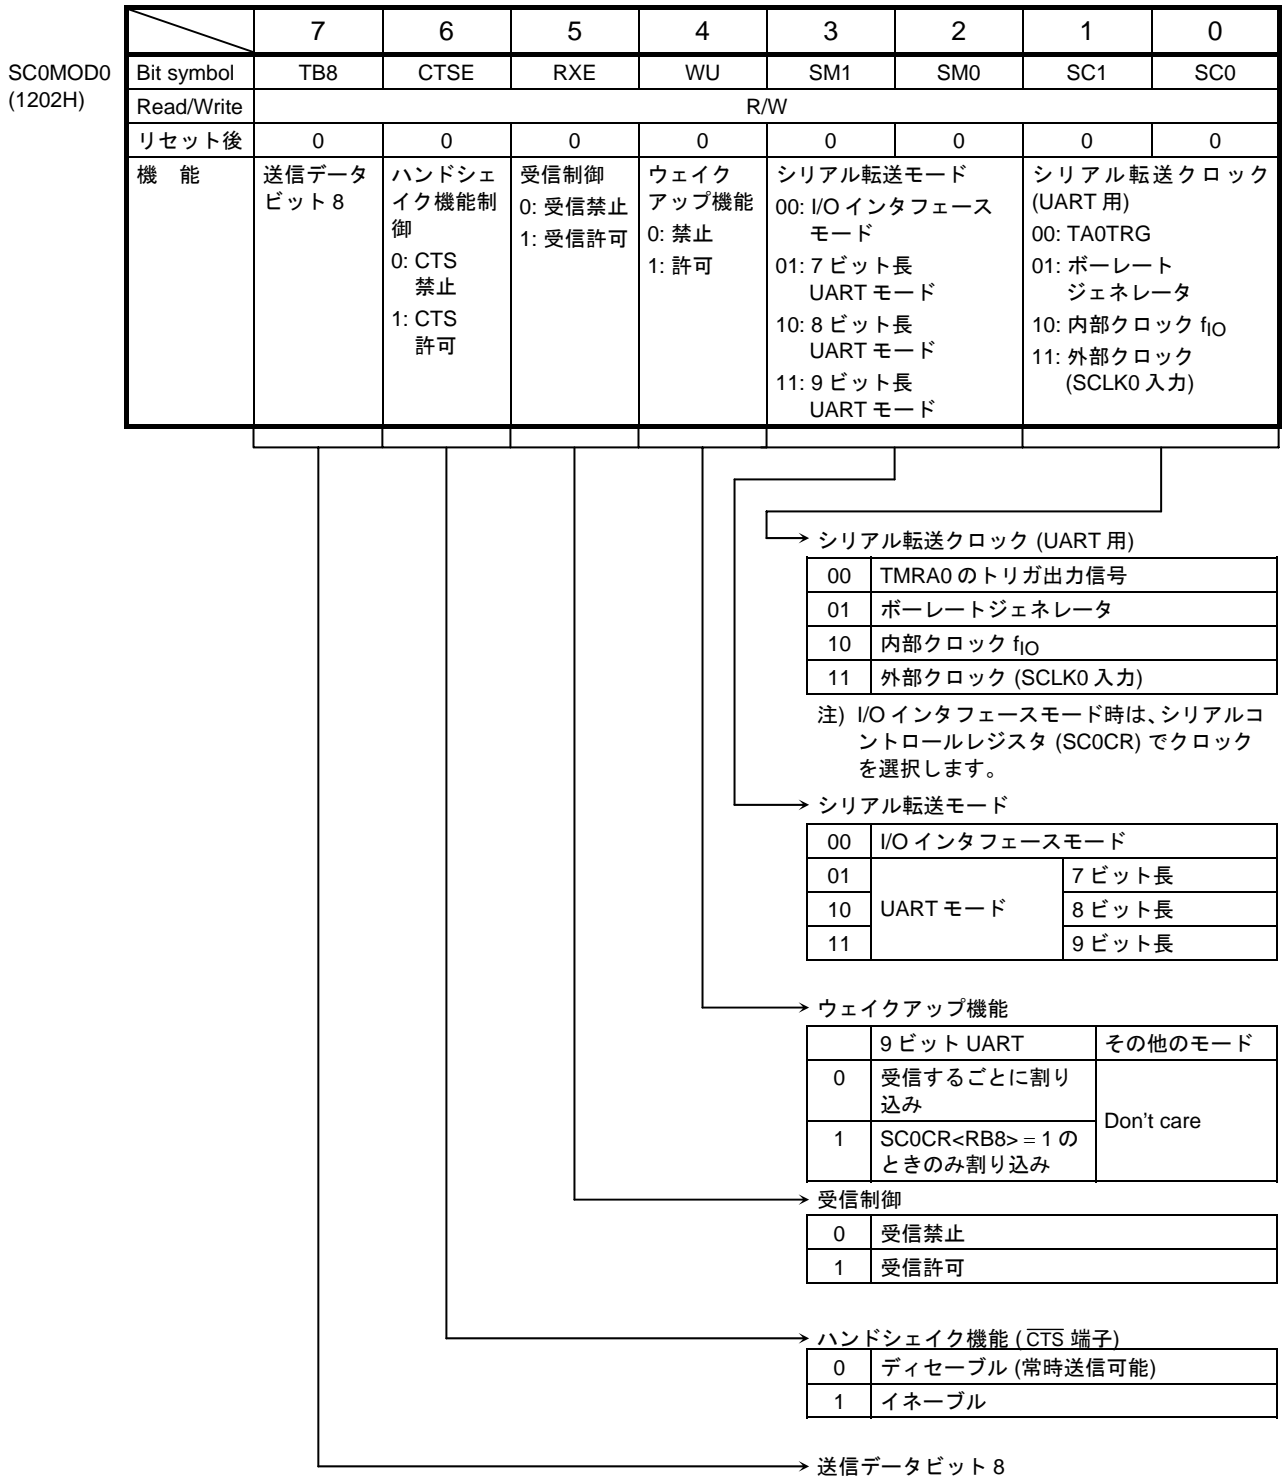 7 6 5 4 3 2 1 0
SC0MOD0 Bit symbol TB8 CTSE RXE WU SM1 SM0 SC1 SC0
(1202H) Read/Write R/W
リセット後 0 0 0 0 0 0 0 0
機 能
送信データ
ビット 8
ハンドシェ
イク機能制
御
0: CTS
禁止
1: CTS
許可
受信制御
0: 受信禁止
1: 受信許可
ウェイク
アップ機能
0: 禁止
1: 許可
シリアル転送モード
00: I/O インタフェース
モード
01: 7 ビット長
UART モード
10: 8 ビット長
UART モード
11: 9 ビット長
UART モード
シリアル転送クロック
(UART 用)
00: TA0TRG
01: ボーレート
ジェネレータ
10: 内部クロック fIO
11: 外部クロック
(SCLK0 入力)
シリアル転送クロック (UART 用)
00 TMRA0 のトリガ出力信号
01 ボーレートジェネレータ
10 内部クロック fIO
11 外部クロック (SCLK0 入力)
注) I/O インタフェースモード時は、シリアルコ
ントロールレジスタ (SC0CR) でクロック
を選択します。
シリアル転送モード
00 I/O インタフェースモード
01 7 ビット長
10 UART モード 8 ビット長
11 9 ビット長
ウェイクアップ機能
9 ビット UART その他のモード
0 受信するごとに割り
込み
Don't care
1 SC0CR<RB8> = 1 の
ときのみ割り込み
受信制御
0 受信禁止
1 受信許可
ハンドシェイク機能 ( C̅T̅S̅ 端子)
0 ディセーブル (常時送信可能)
1 イネーブル
送信データビット 8